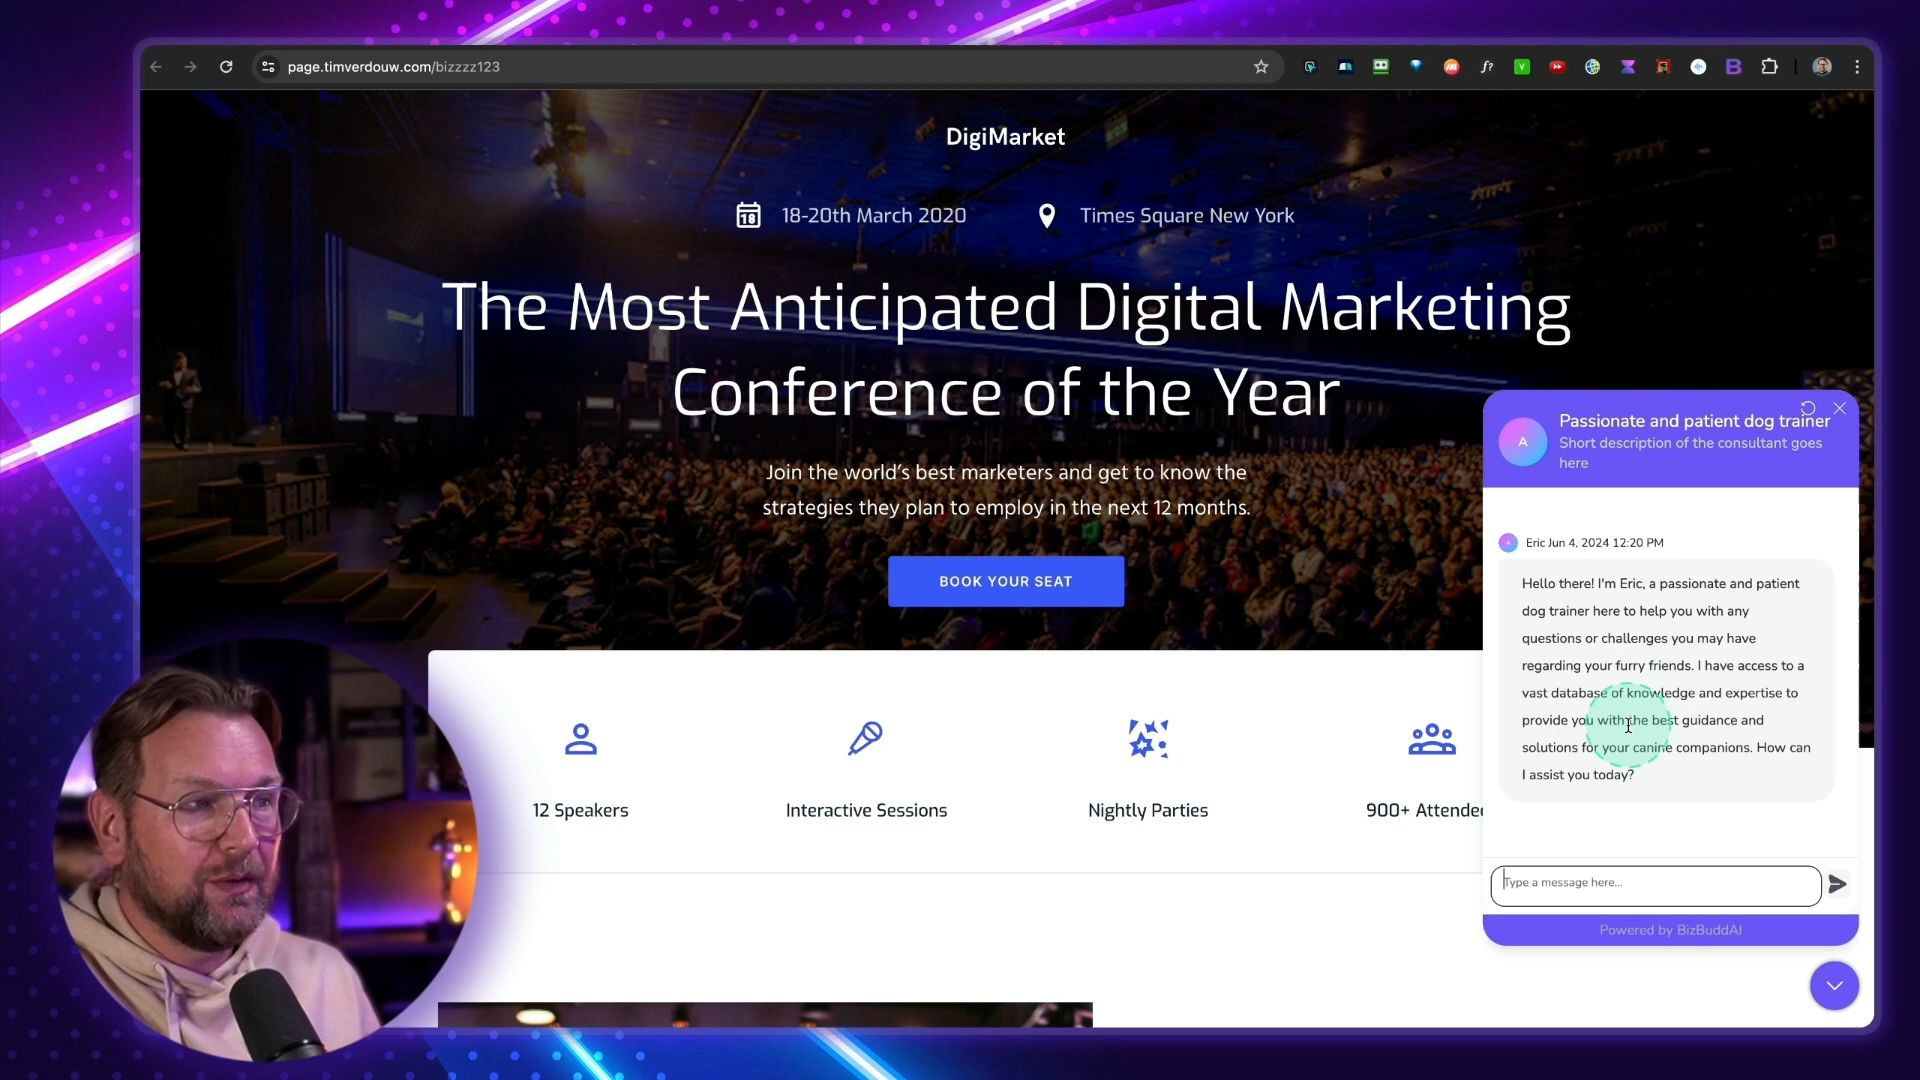 page.timverdouw.com/bizzzz123
DigiMarket
18 18-20th March 2020 Times Square New York
The Most Anticipated Digital Marketing
Conference of the Year
Join the world's best marketers and get to know the
strategies they plan to employ in the next 12 months.
BOOK YOUR SEAT
12 Speakers
Interactive Sessions
Nightly Parties
900+ Attendee
Passionate and patient dog trainer
A
Short description of the consultant goes
here
Eric Jun 4, 2024 12:20 PM
Hello there! I'm Eric, a passionate and patient
dog trainer here to help you with any
questions or challenges you may have
regarding your furry friends. I have access to a
vast database of knowledge and expertise to
provide you with the best guidance and
solutions for your canine companions. How can
I assist you today?
Type a message here...
Powered by BizBuddAI